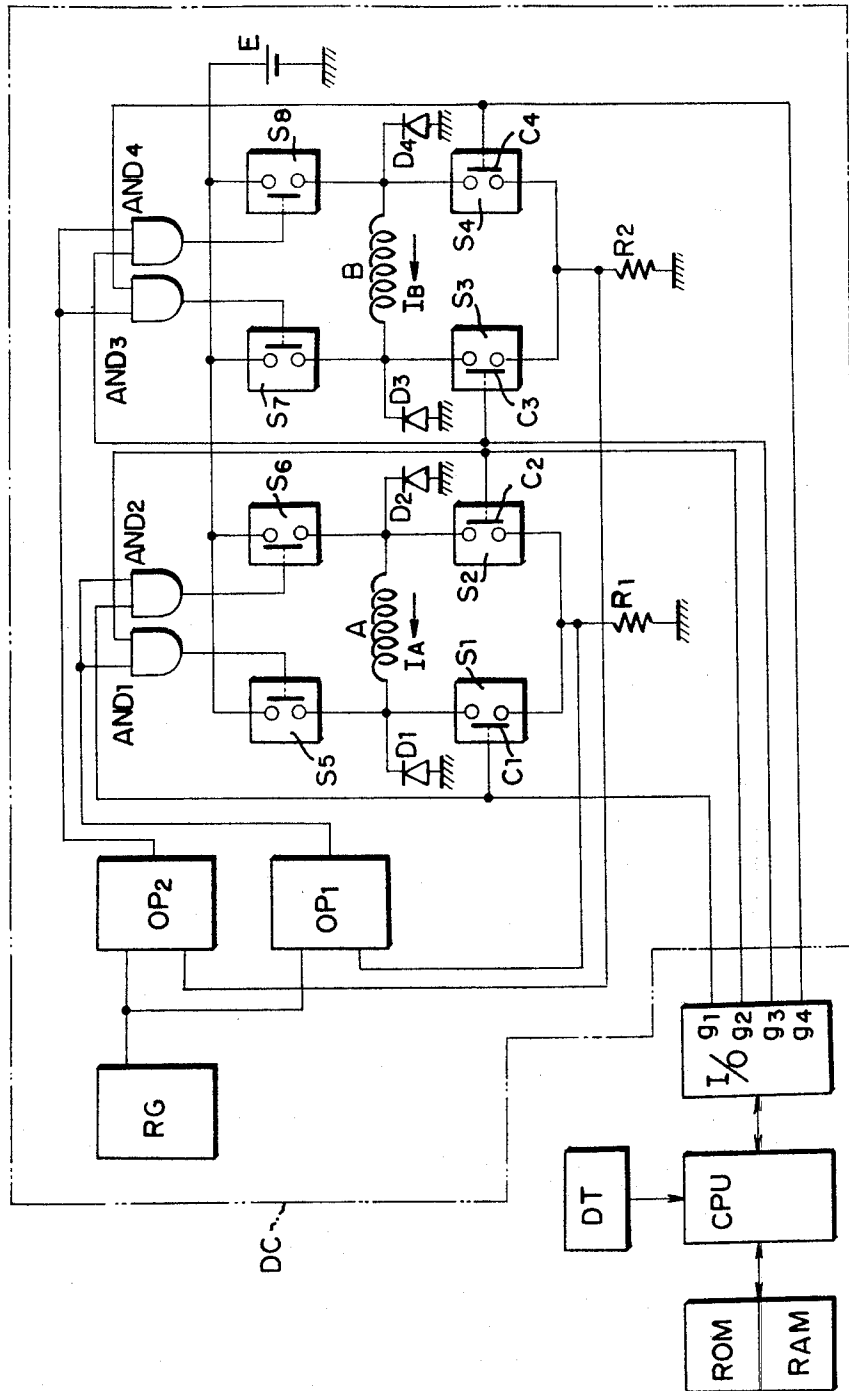 E
AND4
AND3
AND2
AND1
S8
S7
S6
S5
D4
C4
B
IB
S4
S3
R2
D3
C3
D2
C2
A
IA
S2
S1
R1
D1
C1
OP2
OP1
RG
DC
g1
g2
g3
g4
I/O
DT
CPU
ROM
RAM